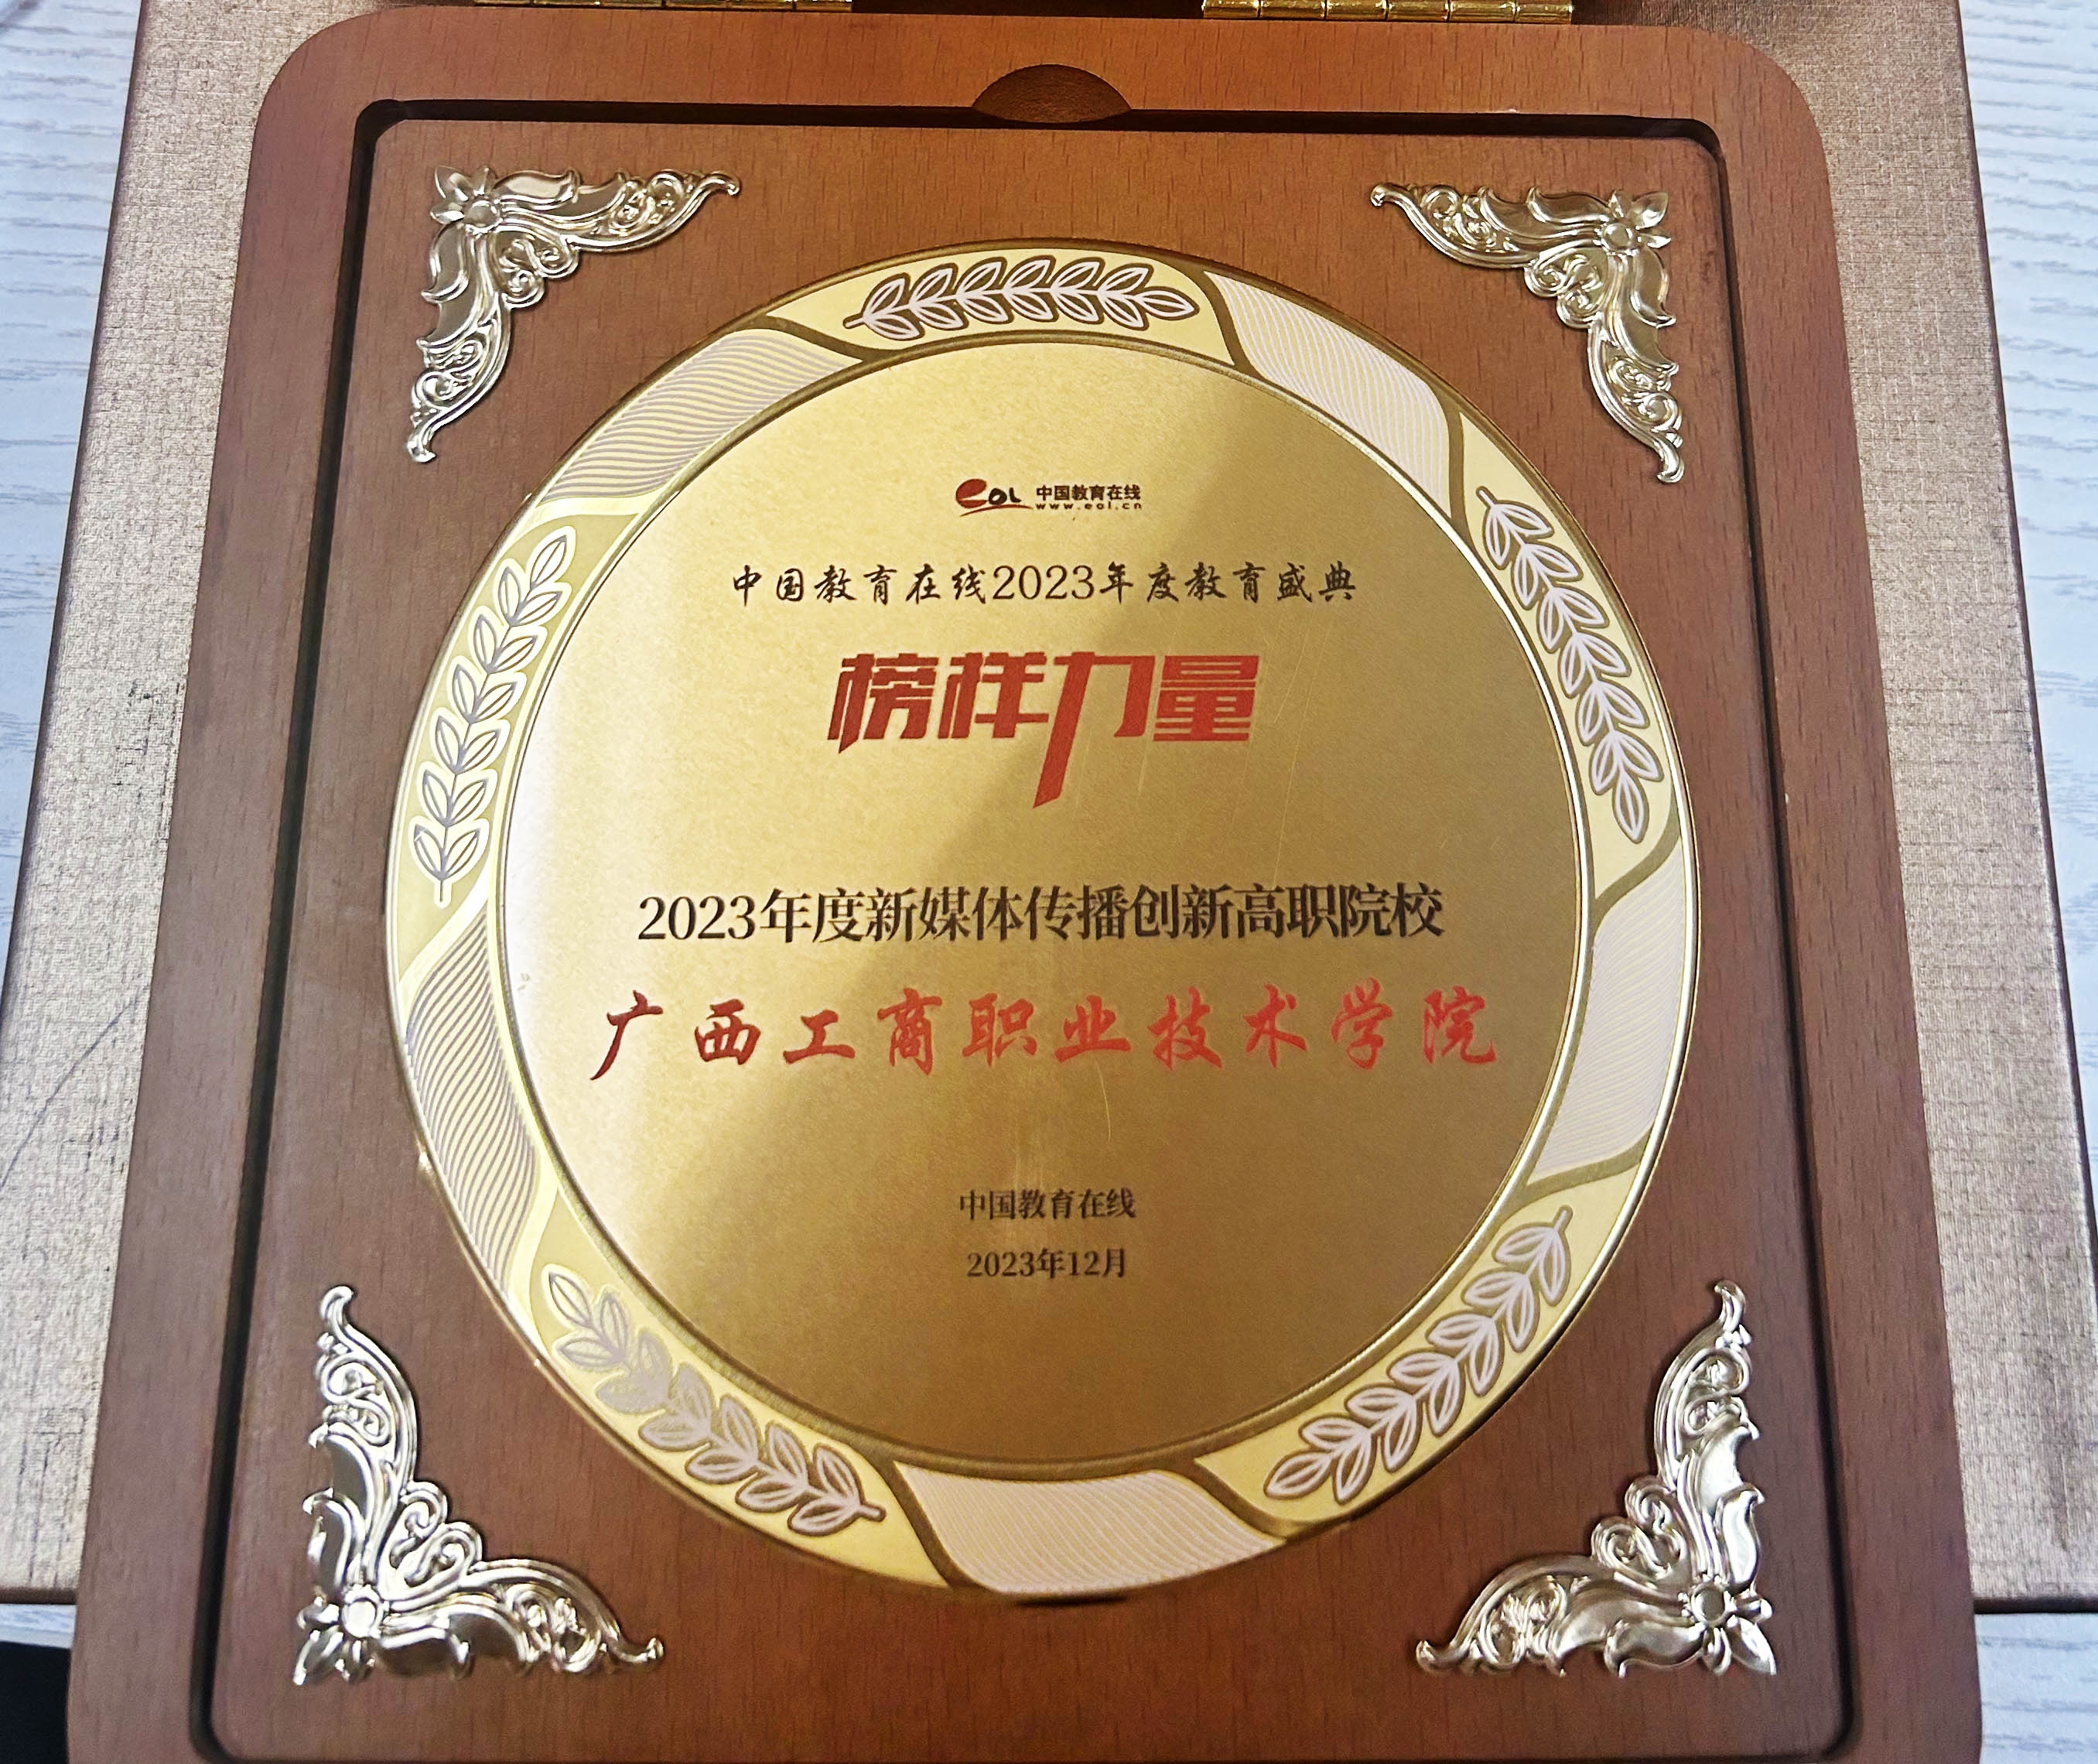 eol 中国教育在线
www.eol.cn
中国教育在线2023年度教育盛典
榜样力量
2023年度新媒体传播创新高职院校
广西工商职业技术学院
中国教育在线
2023年12月